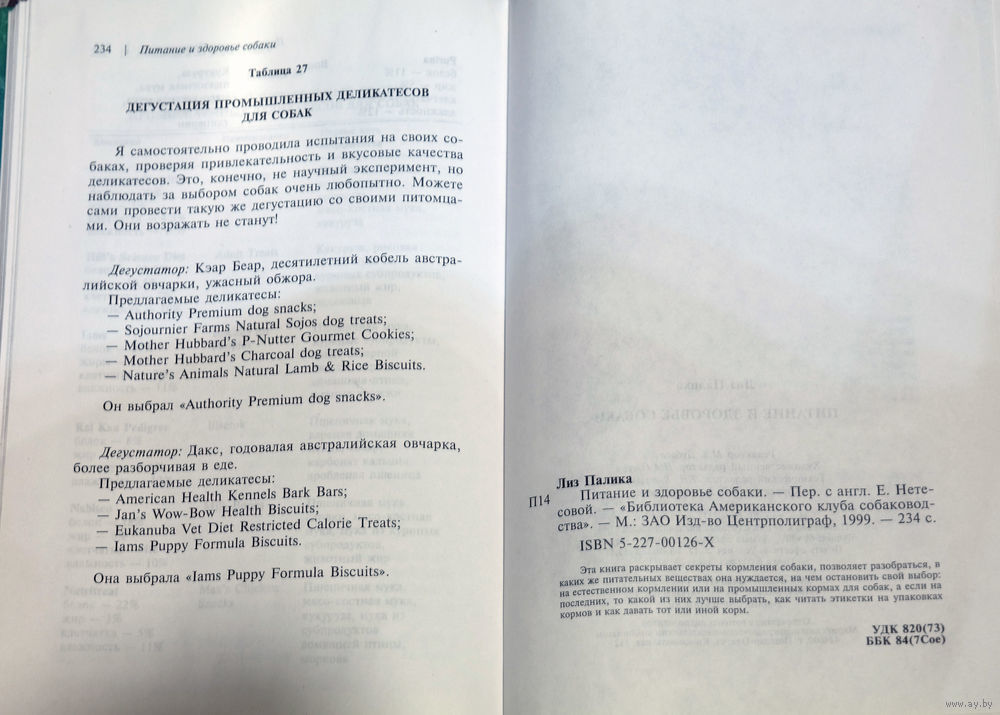 234 | Питание и здоровье собаки
Таблица 27
ДЕГУСТАЦИЯ ПРОМЫШЛЕННЫХ ДЕЛИКАТЕСОВ
ДЛЯ СОБАК
Я самостоятельно проводила испытания на своих со-
баках, проверяя привлекательность и вкусовые качества
деликатесов. Это, конечно, не научный эксперимент, но
наблюдать за выбором собак очень любопытно. Можете
сами провести такую же дегустацию со своими питомца-
ми. Они возражать не станут!
Дегустатор: Кэар Беар, десятилетний кобель австра-
лийской овчарки, ужасный обжора.
Предлагаемые деликатесы:
— Authority Premium dog snacks;
— Sojournier Farms Natural Sojos dog treats;
— Mother Hubbard's P-Nutter Gourmet Cookies;
— Mother Hubbard's Charcoal dog treats;
— Nature's Animals Natural Lamb & Rice Biscuits.
Он выбрал «Authority Premium dog snacks».
Дегустатор: Дакс, годовалая австралийская овчарка,
более разборчивая в еде.
Предлагаемые деликатесы:
— American Health Kennels Bark Bars;
— Jan's Wow-Bow Health Biscuits;
— Eukanuba Vet Diet Restricted Calorie Treats;
— Iams Puppy Formula Biscuits.
Она выбрала «Iams Puppy Formula Biscuits».
Лиз Палика
П14 Питание и здоровье собаки. — Пер. с англ. Е. Нете-
совой. — «Библиотека Американского клуба собаковод-
ства». — М.: ЗАО Изд-во Центрполиграф, 1999. — 234 с.
ISBN 5-227-00126-X
Эта книга раскрывает секреты кормления собаки, позволяет разобраться, в
каких же питательных веществах она нуждается, на чем остановить свой выбор:
на естественном кормлении или на промышленных кормах для собак, а если на
последних, то какой из них лучше выбрать, как читать этикетки на упаковках
кормов и как давать тот или иной корм.
УДК 820(73)
ББК 84(7Сое)
www.ay.by